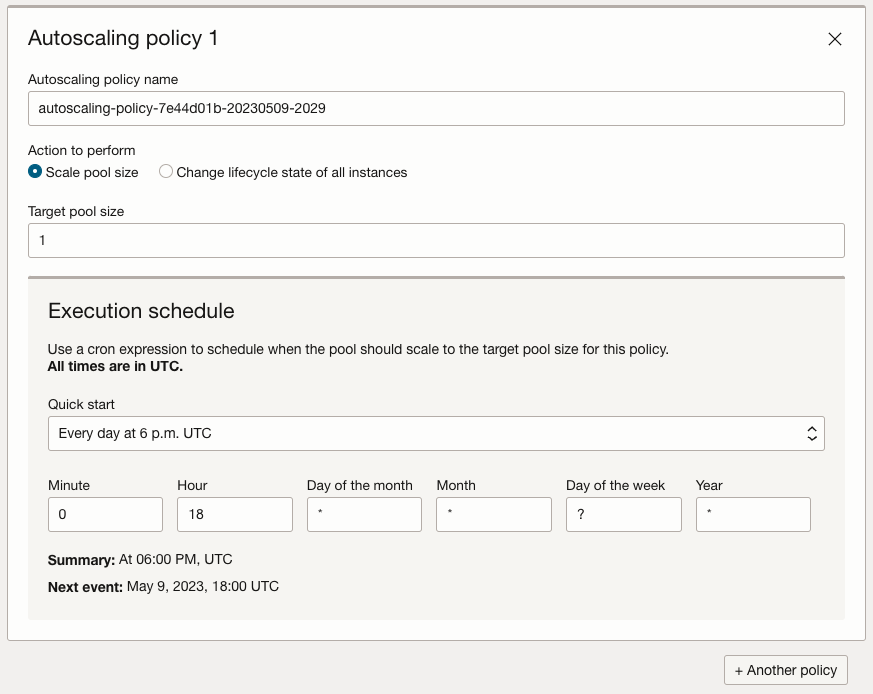 Autoscaling policy 1
Autoscaling policy name
autoscaling-policy-7e44d01b-20230509-2029
Action to perform
Scale pool size Change lifecycle state of all instances
Target pool size
1
Execution schedule
Use a cron expression to schedule when the pool should scale to the target pool size for this policy.
All times are in UTC.
Quick start
Every day at 6 p.m. UTC
Minute Hour Day of the month Month Day of the week Year
0 18 * * ? *
Summary: At 06:00 PM, UTC
Next event: May 9, 2023, 18:00 UTC
+ Another policy